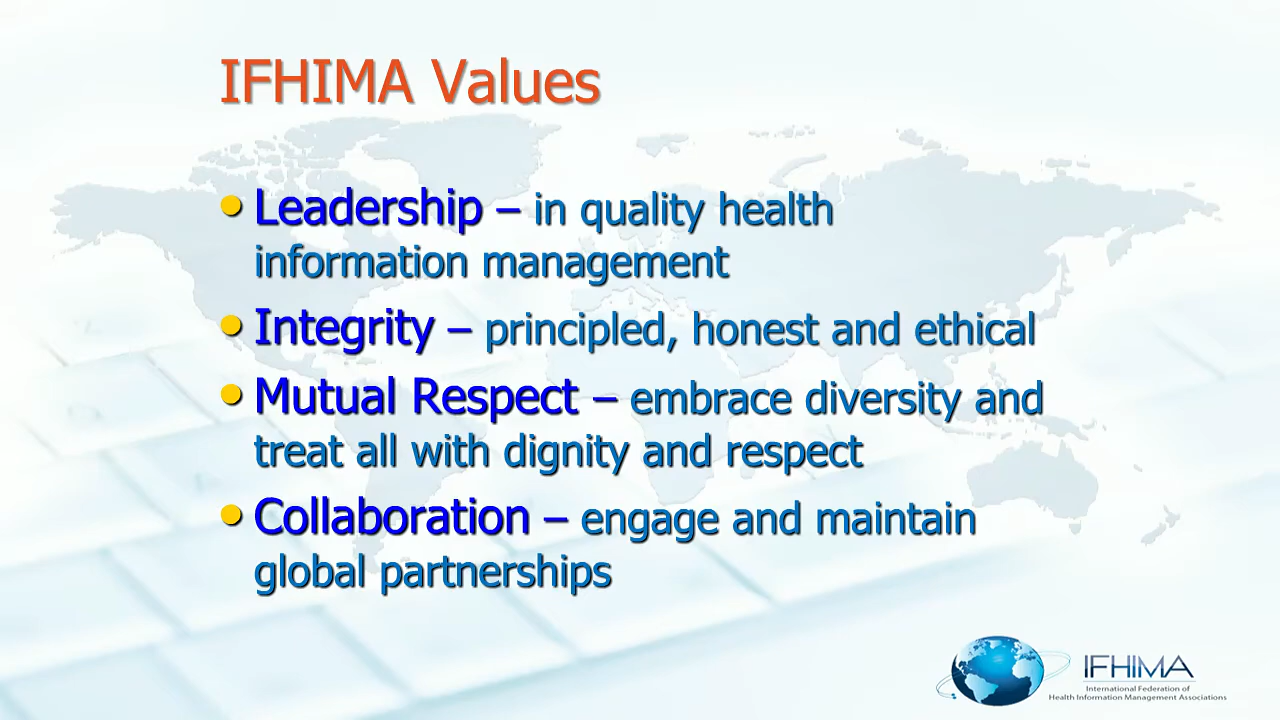 IFHIMA Values
• Leadership – in quality health
information management
• Integrity – principled, honest and ethical
• Mutual Respect – embrace diversity and
treat all with dignity and respect
• Collaboration – engage and maintain
global partnerships
IFHIMA
International Federation of
Health Information Management Associations